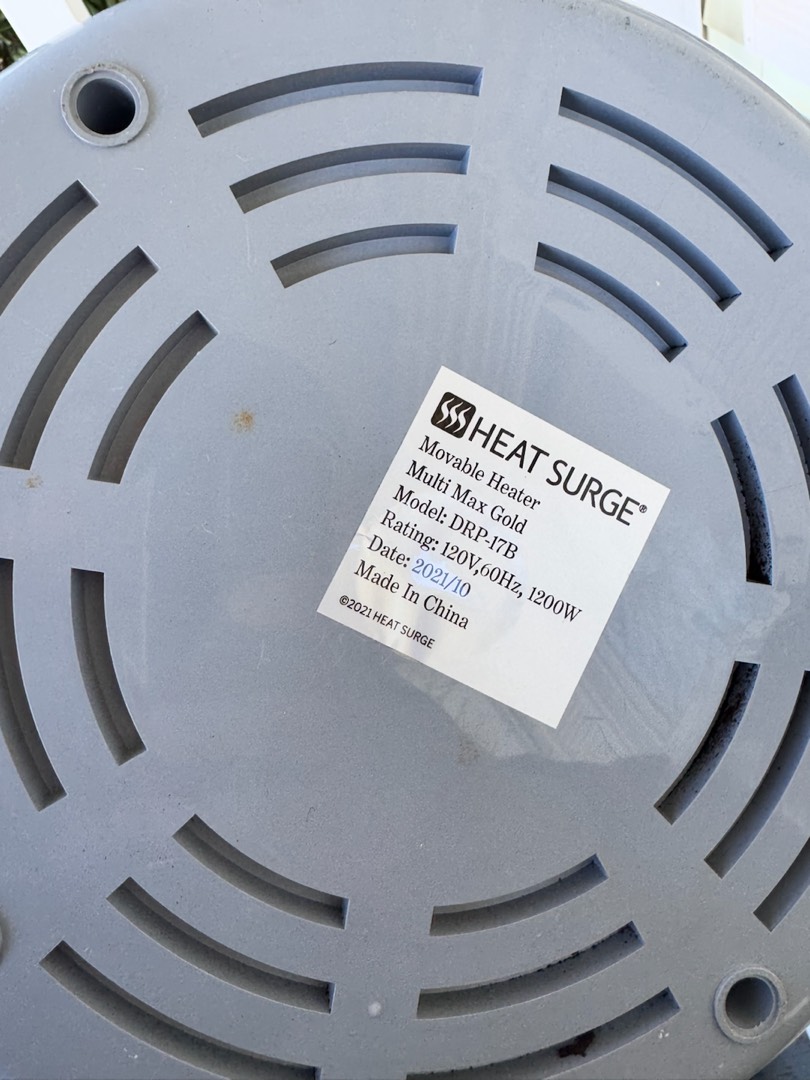 HEAT SURGE®
Movable Heater
Multi Max Gold
Model: DRP-17B
Rating: 120V,60Hz, 1200W
Date: 2021/10
Made In China
©2021 HEAT SURGE